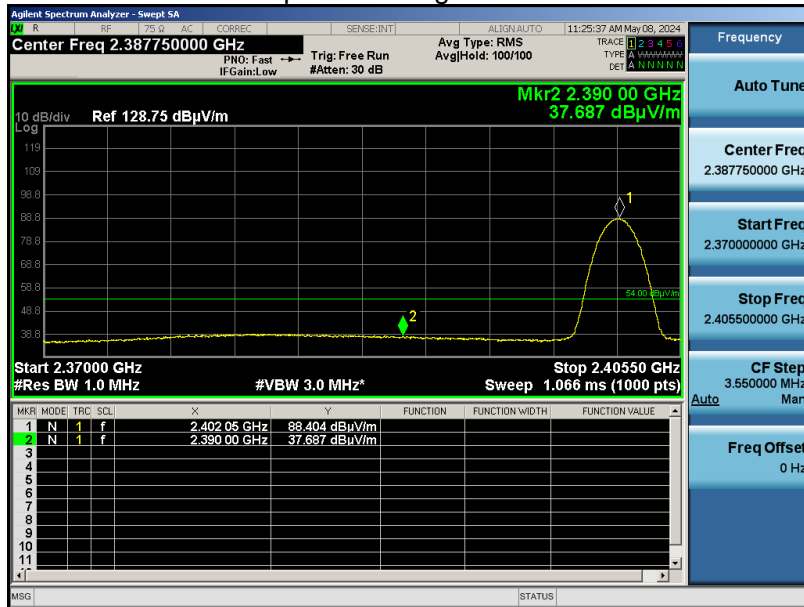 Agilent Spectrum Analyzer - Swept SA
LXI R RF 75 Ω AC CORREC SENSE:INT ALIGN AUTO 11:25:37 AM May 08, 2024
Center Freq 2.387750000 GHz
PNO: Fast
IFGain:Low
Trig: Free Run
#Atten: 30 dB
Avg Type: RMS
Avg|Hold: 100/100
TRACE 1 2 3 4 5 6
TYPE A WWWWW
DET A N N N N N
Mkr2 2.390 00 GHz
37.687 dBµV/m
10 dB/div Ref 128.75 dBµV/m
Log
119
109
98.8
88.8
78.8
68.8
58.8
48.8
38.8
1
54.00 dBµV/m
2
Start 2.37000 GHz Stop 2.40550 GHz
#Res BW 1.0 MHz #VBW 3.0 MHz* Sweep 1.066 ms (1000 pts)
MKR MODE TRC SCL X Y FUNCTION FUNCTION WIDTH FUNCTION VALUE
1 N 1 f 2.402 05 GHz 88.404 dBµV/m
2 N 1 f 2.390 00 GHz 37.687 dBµV/m
3
4
5
6
7
8
9
10
11
MSG STATUS
Frequency
Auto Tune
Center Freq
2.387750000 GHz
Start Freq
2.370000000 GHz
Stop Freq
2.405500000 GHz
CF Step
3.550000 MHz
Auto Man
Freq Offset
0 Hz